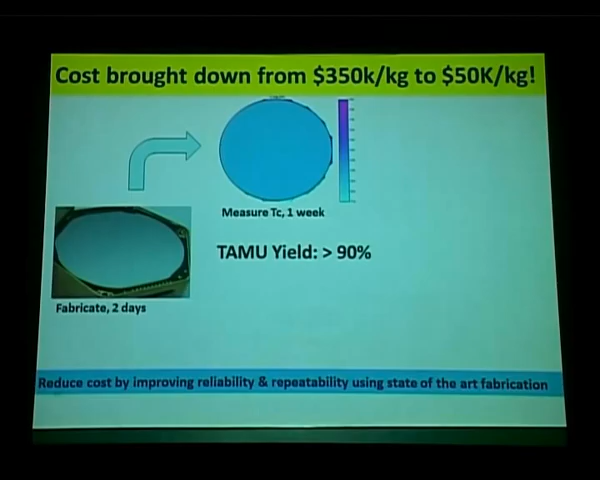 Cost brought down from $350k/kg to $50K/kg!
Measure Tc, 1 week
TAMU Yield: > 90%
Fabricate, 2 days
Reduce cost by improving reliability & repeatability using state of the art fabrication